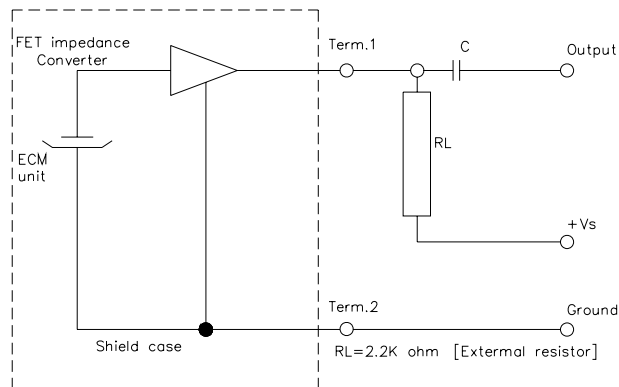 FET impedance
Converter
Term.1
C
Output
ECM
unit
RL
+Vs
Term.2
Ground
Shield case
RL=2.2K ohm [Extermal resistor]